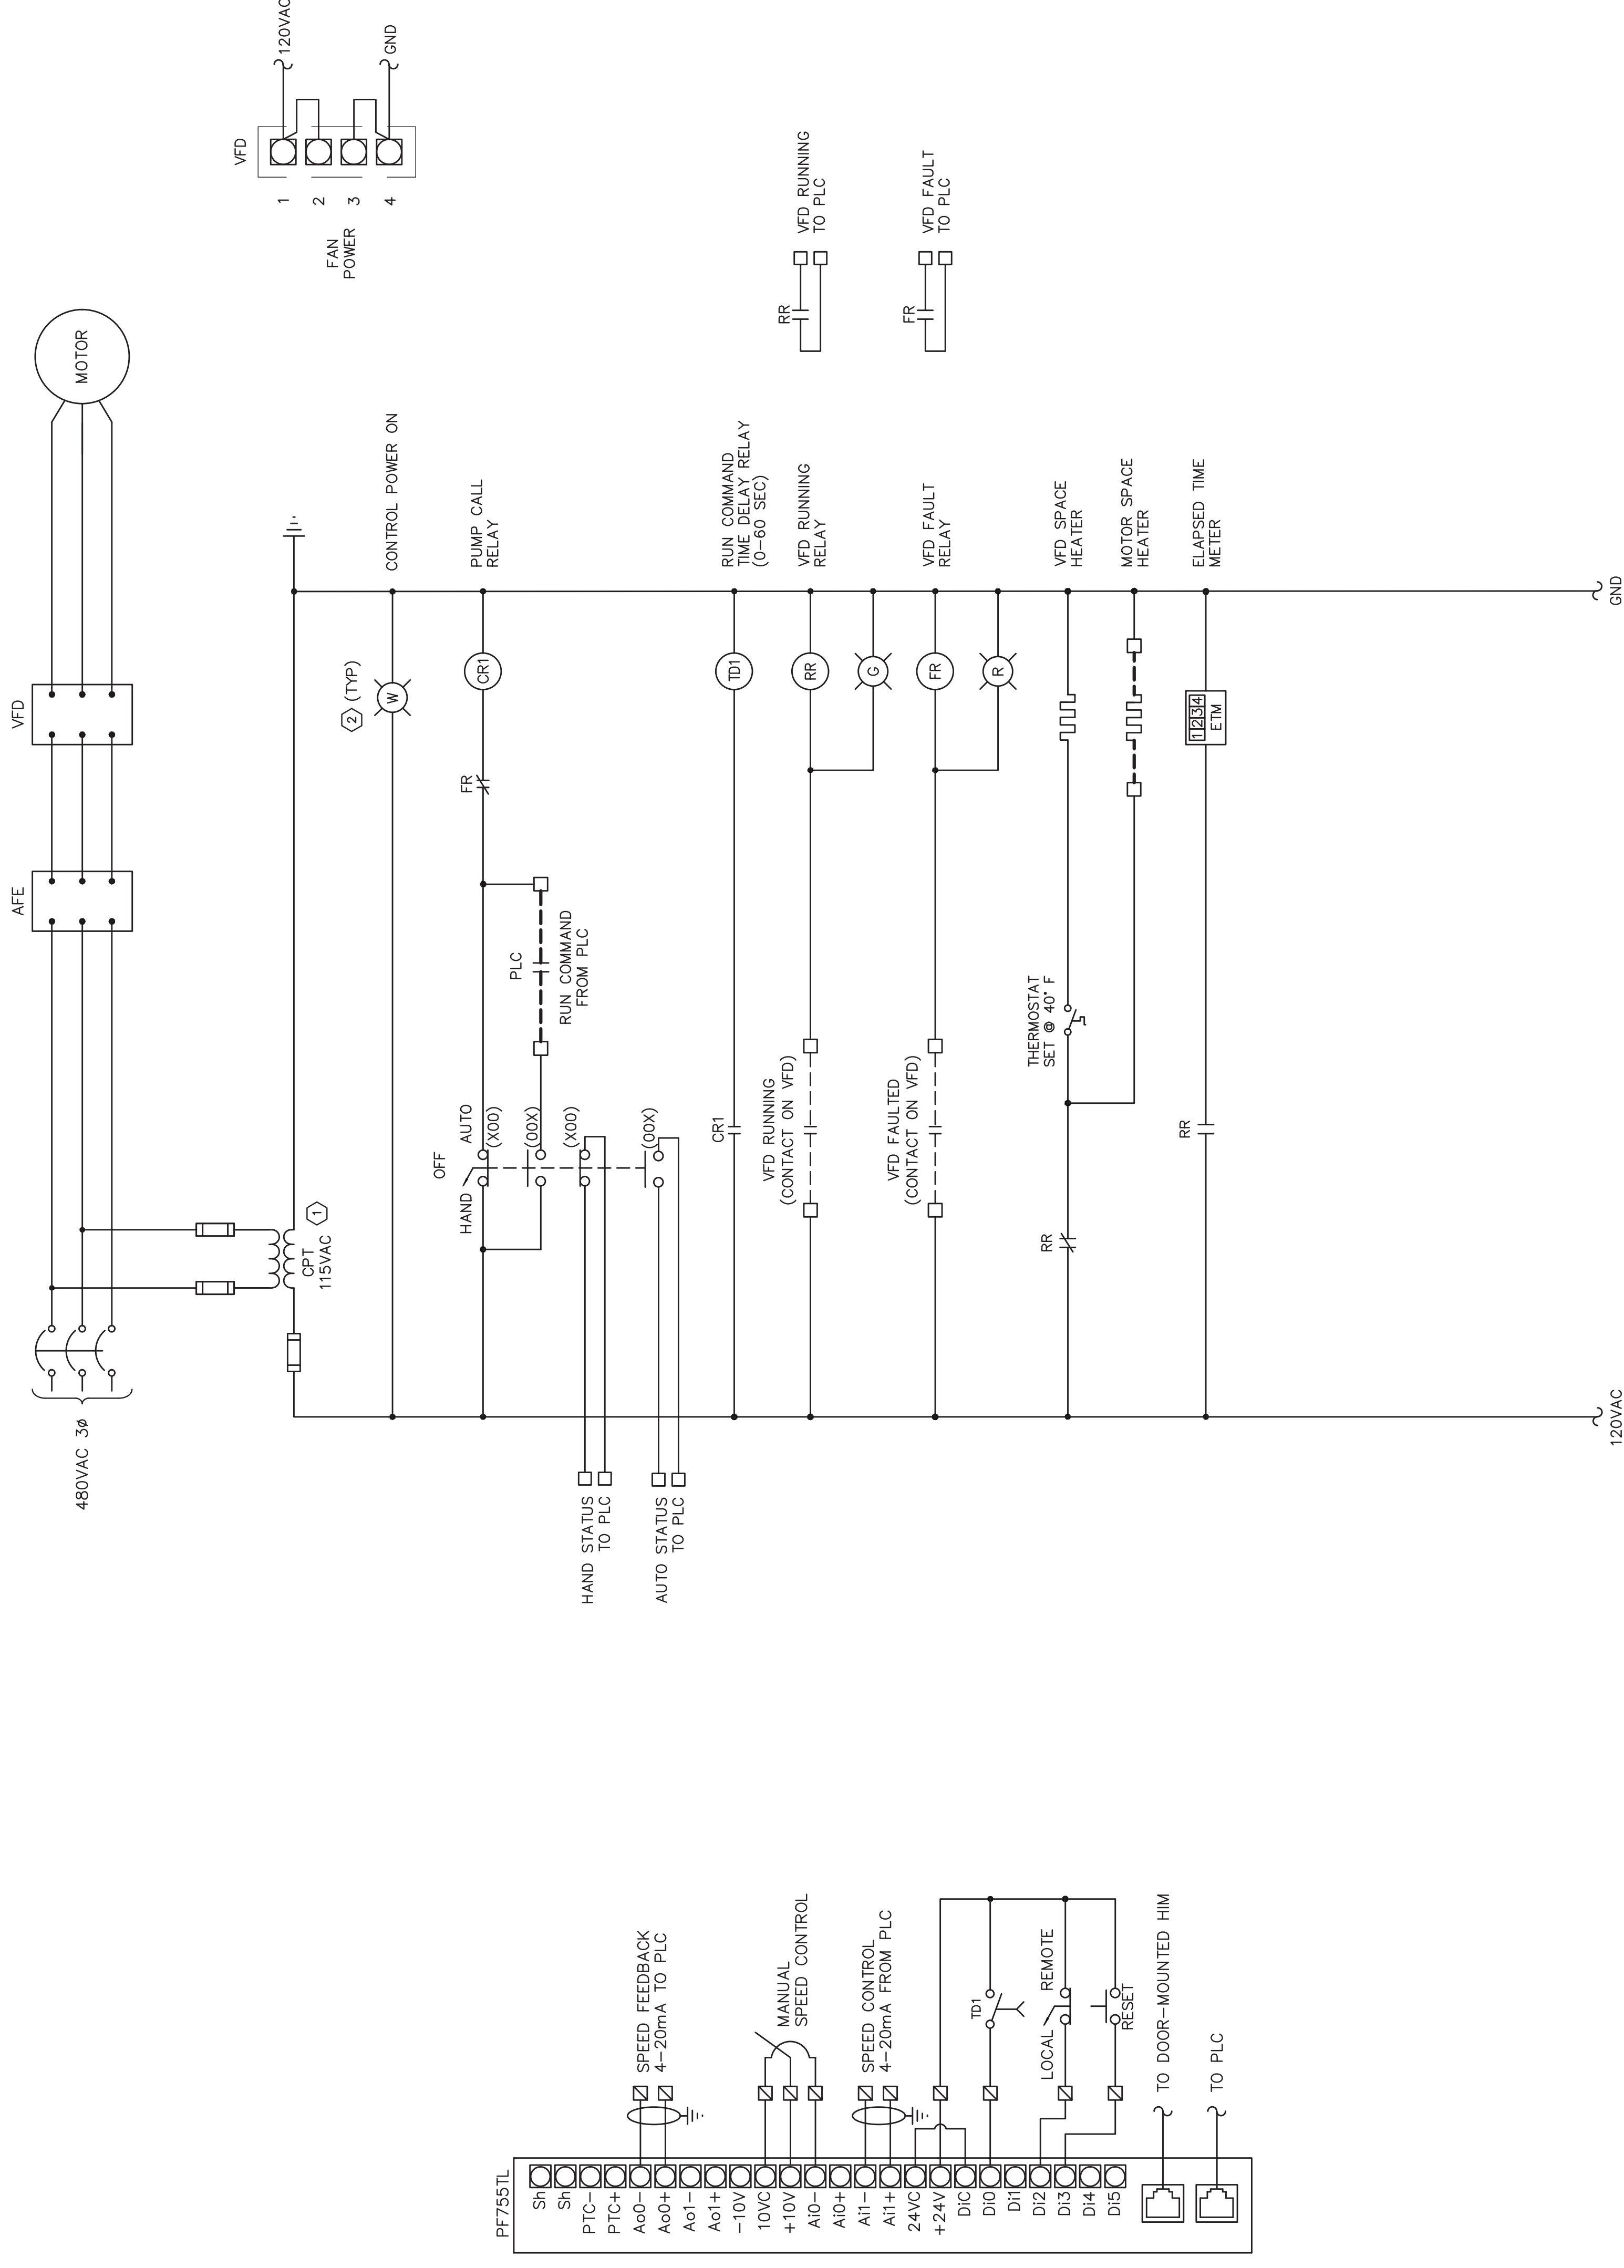 480VAC 3ø
AFE
VFD
MOTOR
CPT
115VAC
1
2
(TYP)
W
CONTROL POWER ON
VFD
1
2
3
4
FAN
POWER
120VAC
GND
HAND
OFF
AUTO
(X00)
(00X)
(X00)
(00X)
PLC
RUN COMMAND
FROM PLC
FR
CR1
PUMP CALL
RELAY
HAND STATUS
TO PLC
AUTO STATUS
TO PLC
CR1
TD1
RUN COMMAND
TIME DELAY RELAY
(0-60 SEC)
VFD RUNNING
(CONTACT ON VFD)
RR
VFD RUNNING
RELAY
G
RR
VFD RUNNING
TO PLC
VFD FAULTED
(CONTACT ON VFD)
FR
VFD FAULT
RELAY
R
FR
VFD FAULT
TO PLC
RR
THERMOSTAT
SET @ 40° F
VFD SPACE
HEATER
MOTOR SPACE
HEATER
RR
1234
ETM
ELAPSED TIME
METER
120VAC
GND
PF755TL
Sh
Sh
PTC-
PTC+
Ao0-
Ao0+
Ao1-
Ao1+
-10V
10VC
+10V
Ai0-
Ai0+
Ai1-
Ai1+
24VC
+24V
DiC
Di0
Di1
Di2
Di3
Di4
Di5
SPEED FEEDBACK
4-20mA TO PLC
MANUAL
SPEED CONTROL
SPEED CONTROL
4-20mA FROM PLC
TD1
LOCAL
REMOTE
RESET
TO DOOR-MOUNTED HIM
TO PLC